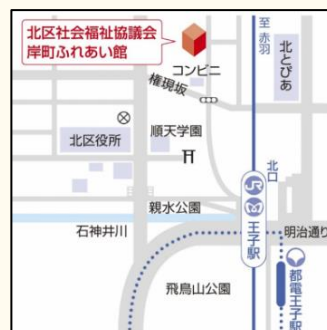 北区社会福祉協議会
岸町ふれあい館
コンビニ
至 赤羽
北とぴあ
権現坂
順天学園
北区役所
北口
JR
王子駅
親水公園
石神井川
明治通り
飛鳥山公園
都電王子駅